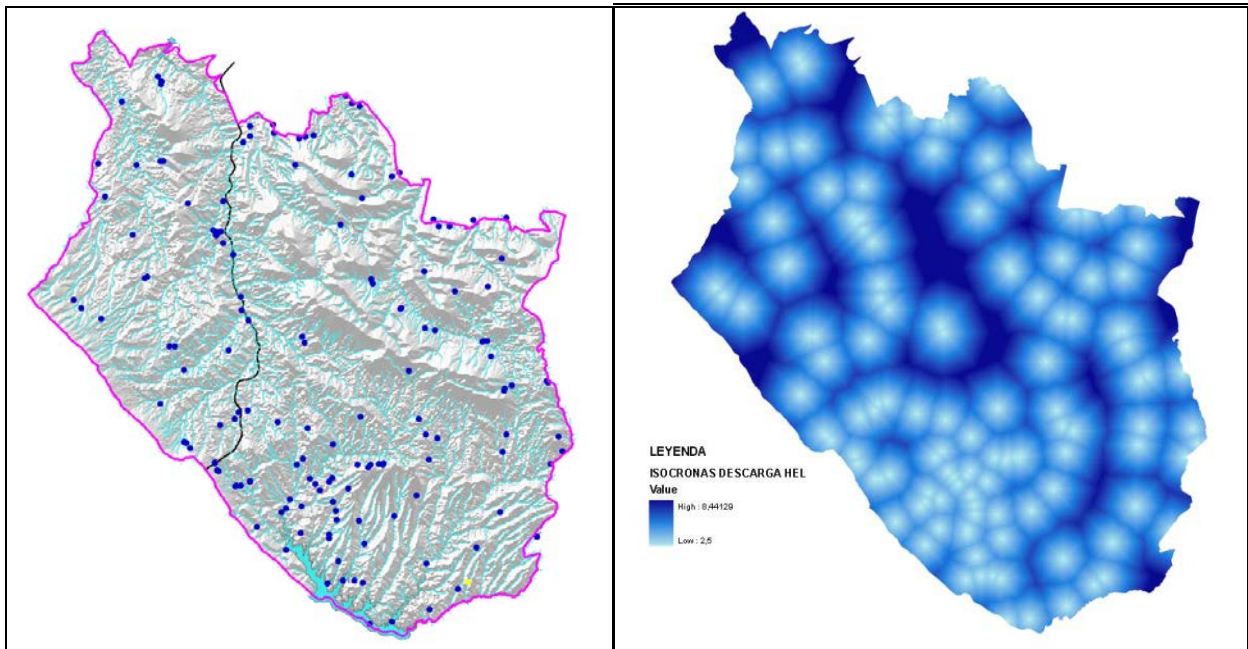 LEYENDA
ISOCRONAS DESCARGA HEL
Value
High : 8,44129
Low : 2,5